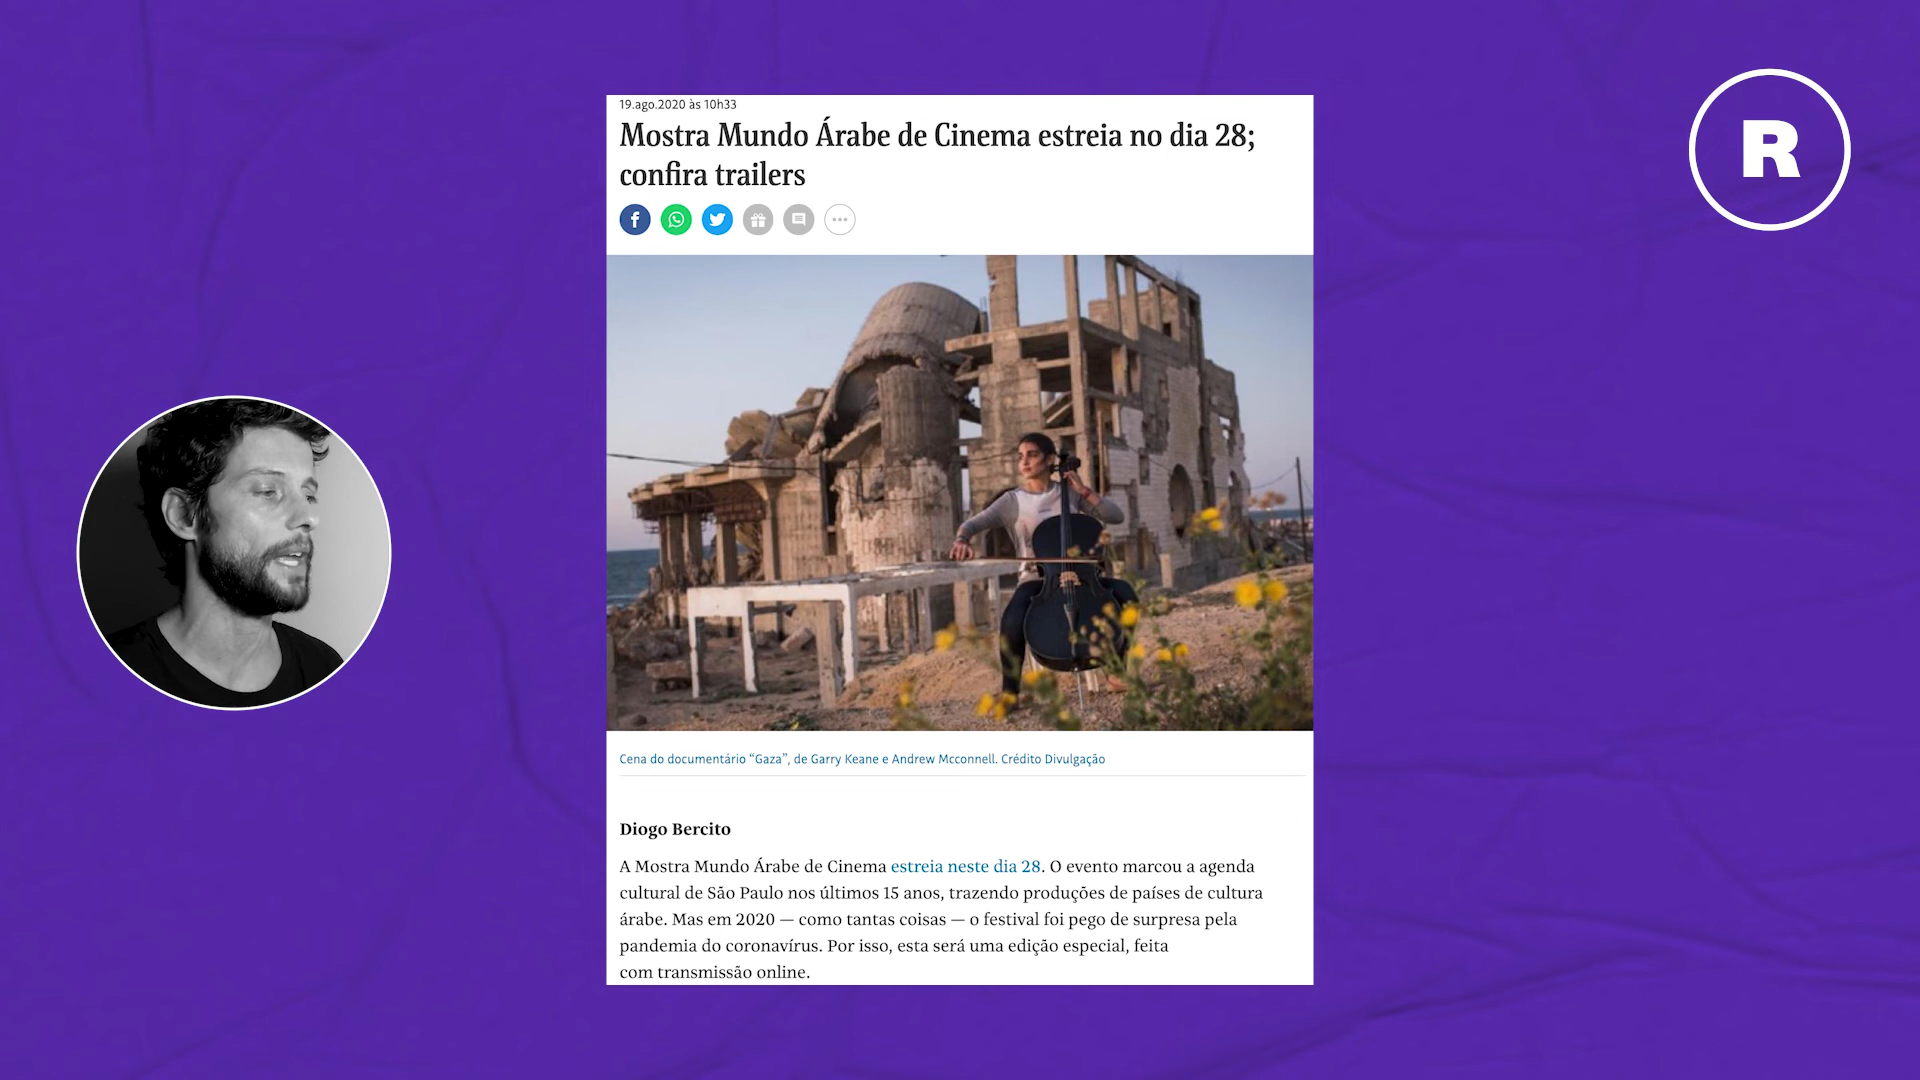 19.ago.2020 às 10h33
Mostra Mundo Árabe de Cinema estreia no dia 28;
confira trailers
R
Cena do documentário “Gaza”, de Garry Keane e Andrew Mcconnell. Crédito Divulgação
Diogo Bercito
A Mostra Mundo Árabe de Cinema estreia neste dia 28. O evento marcou a agenda
cultural de São Paulo nos últimos 15 anos, trazendo produções de países de cultura
árabe. Mas em 2020 — como tantas coisas — o festival foi pego de surpresa pela
pandemia do coronavírus. Por isso, esta será uma edição especial, feita
com transmissão online.